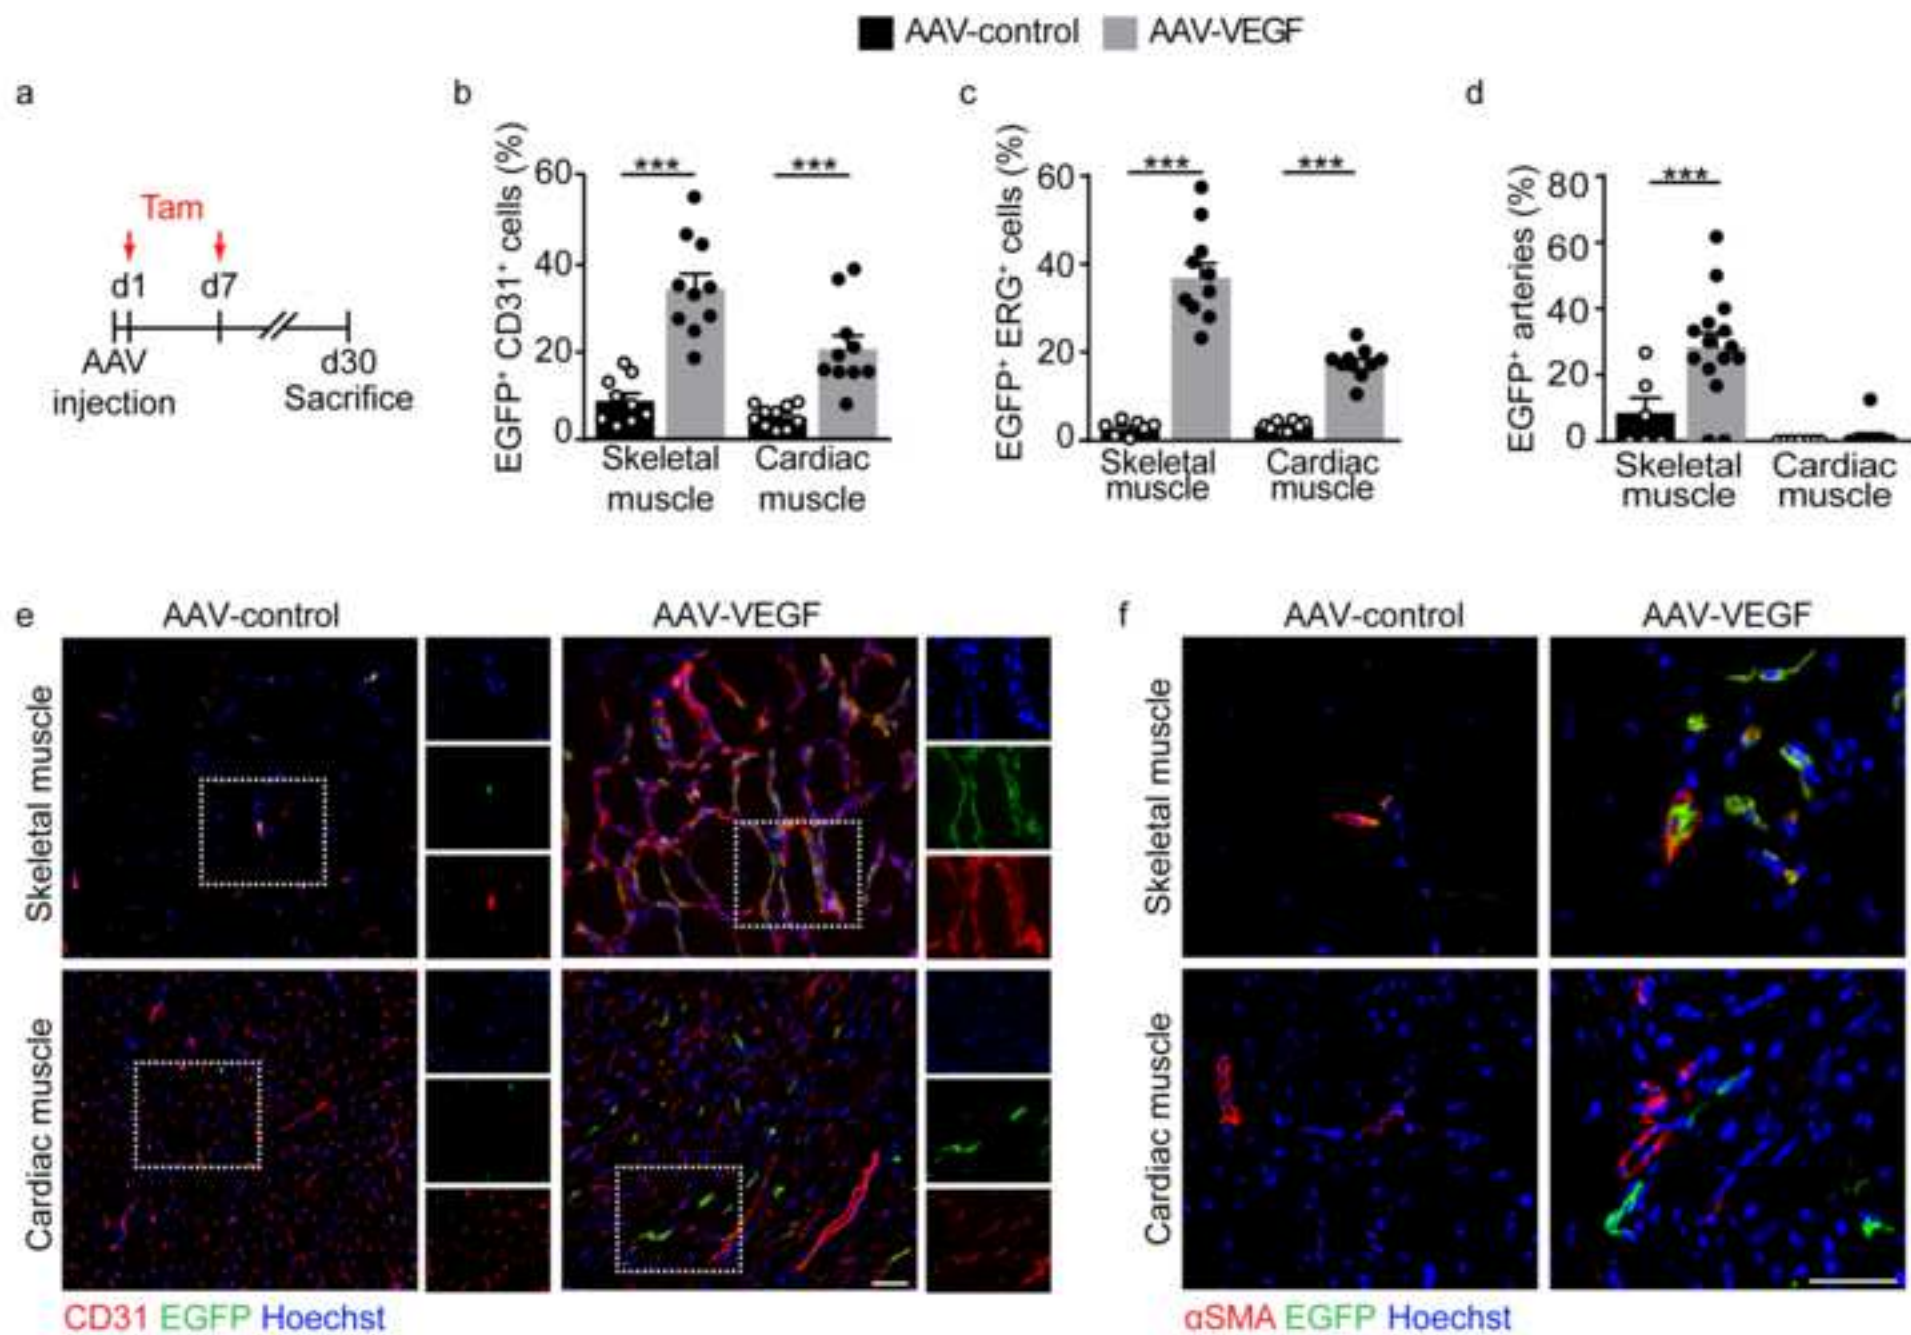 AAV-control AAV-VEGF
a
Tam
d1 d7
AAV
injection
d30
Sacrifice
b
EGFP⁺ CD31⁺ cells (%)
60
40
20
0
***
***
Skeletal
muscle
Cardiac
muscle
c
EGFP⁺ ERG⁺ cells (%)
60
40
20
0
***
***
Skeletal
muscle
Cardiac
muscle
d
EGFP⁺ arteries (%)
80
60
40
20
0
***
Skeletal
muscle
Cardiac
muscle
e
AAV-control AAV-VEGF
Skeletal muscle
Cardiac muscle
CD31 EGFP Hoechst
f
AAV-control AAV-VEGF
Skeletal muscle
Cardiac muscle
αSMA EGFP Hoechst